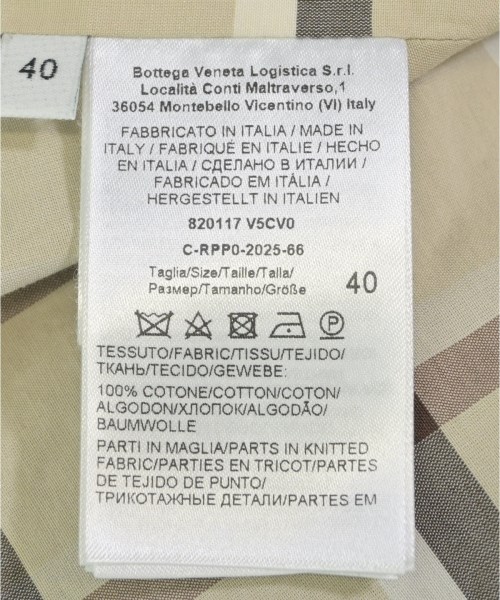 40
Bottega Veneta Logistica S.r.l.
Località Conti Maltraverso,1
36054 Montebello Vicentino (VI) Italy
FABBRICATO IN ITALIA / MADE IN
ITALY / FABRIQUÉ EN ITALIE / HECHO
EN ITALIA / СДЕЛАНО В ИТАЛИИ /
FABRICADO EM ITÀLIA /
HERGESTELLT IN ITALIEN
820117 V5CV0
C-RPP0-2025-66
Taglia/Size/Taille/Talla/
Размер/Tamanho/Größe
40
TESSUTO/FABRIC/TISSU/TEJIDO/
ТКАНЬ/TECIDO/GEWEBE:
100% COTONE/COTTON/COTON/
ALGODON/ХЛОПОК/ALGODÃO/
BAUMWOLLE
PARTI IN MAGLIA/PARTS IN KNITTED
FABRIC/PARTIES EN TRICOT/PARTES
DE TEJIDO DE PUNTO/
ТРИКОТАЖНЫЕ ДЕТАЛИ/PARTES EM